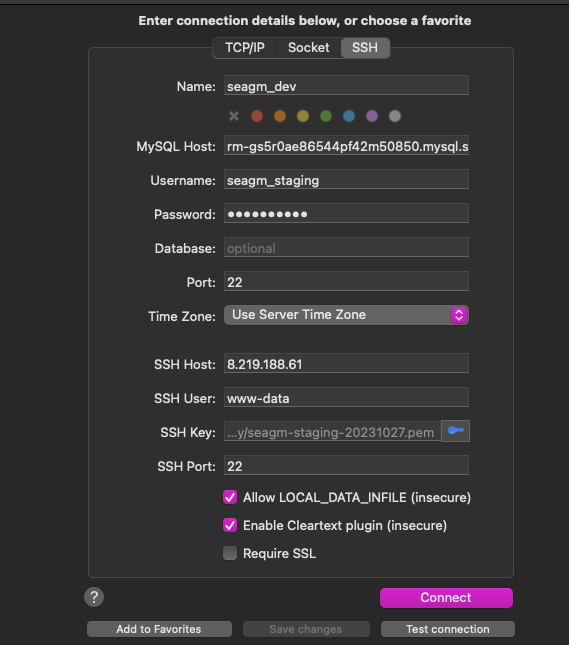 Enter connection details below, or choose a favorite
TCP/IP Socket SSH
Name: seagm_dev
MySQL Host: rm-gs5r0ae86544pf42m50850.mysql.s
Username: seagm_staging
Password: ●●●●●●●●●●
Database: optional
Port: 22
Time Zone: Use Server Time Zone
SSH Host: 8.219.188.61
SSH User: www-data
SSH Key: ...y/seagm-staging-20231027.pem
SSH Port: 22
Allow LOCAL_DATA_INFILE (insecure)
Enable Cleartext plugin (insecure)
Require SSL
? Connect
Add to Favorites Save changes Test connection